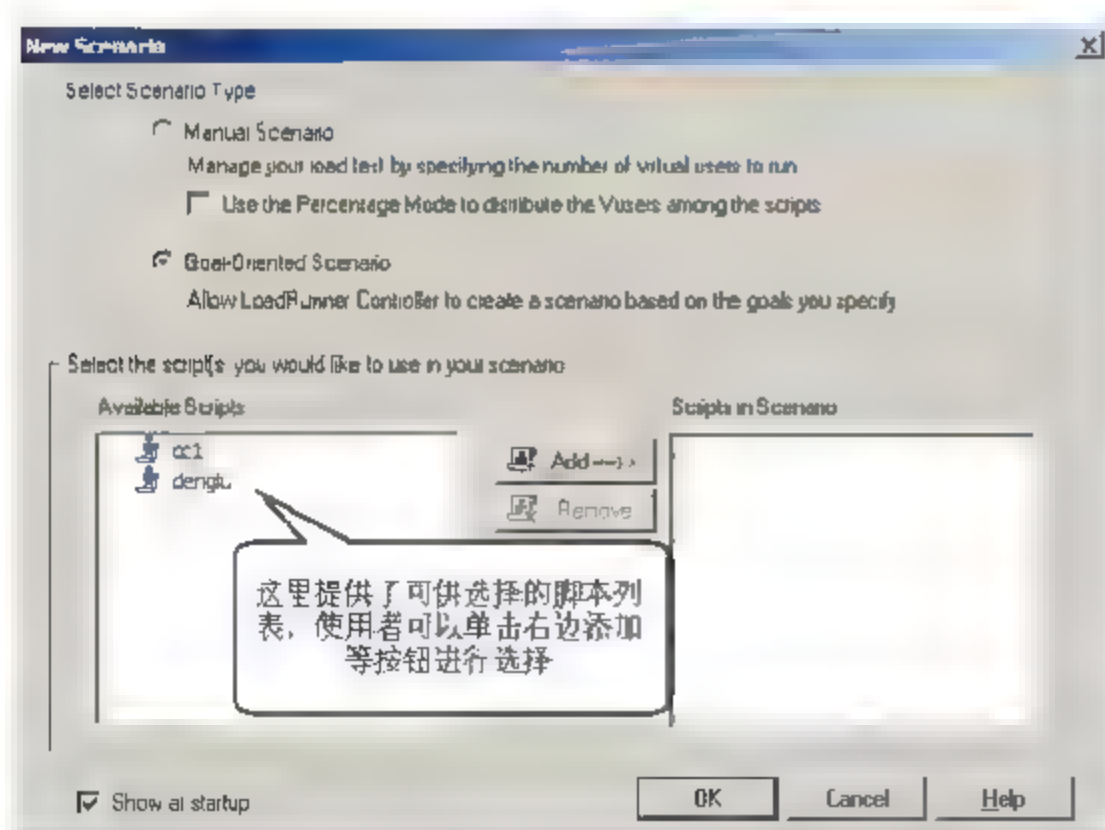 New Scenario
Select Scenario Type
Manual Scenario
Manage your load test by specifying the number of virtual users to run
Use the Percentage Mode to distribute the Vusers among the scripts
Goal-Oriented Scenario
Allow LoadRunner Controller to create a scenario based on the goals you specify
Select the script(s you would like to use in your scenario
Available Scripts
Scripts in Scenario
cc1
denglu
Add
Remove
这里提供了可供选择的脚本列
表,使用者可以单击右边添加
等按钮进行选择
Show at startup
OK
Cancel
Help